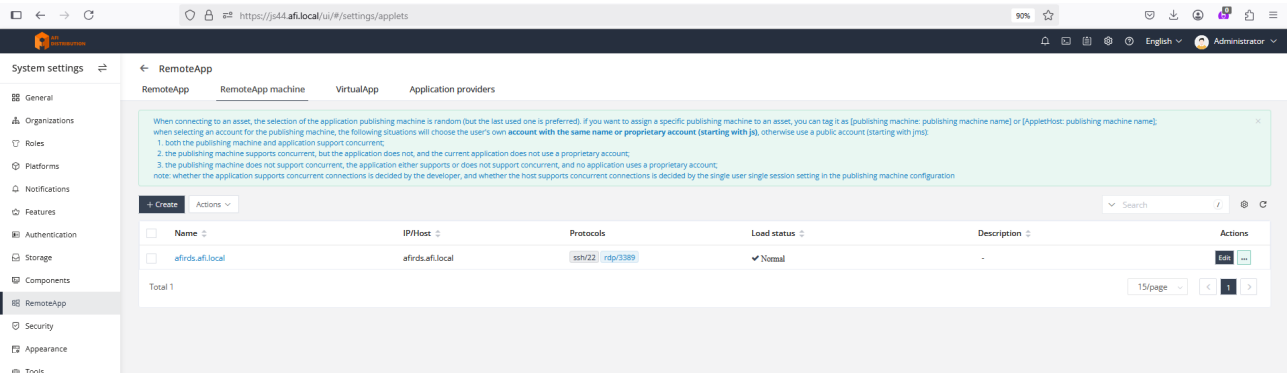 https://js44.afi.local/ui/#/settings/applets
90%
0
AFI
DISTRIBUTION
English
Administrator
System settings
RemoteApp
RemoteApp
RemoteApp machine
VirtualApp
Application providers
General
Organizations
Roles
Platforms
Notifications
Features
Authentication
Storage
Components
RemoteApp
Security
Appearance
Tools
When connecting to an asset, the selection of the application publishing machine is random (but the last used one is preferred). if you want to assign a specific publishing machine to an asset, you can tag it as [publishing machine: publishing machine name] or [AppletHost: publishing machine name];
when selecting an account for the publishing machine, the following situations will choose the user's own account with the same name or proprietary account (starting with js), otherwise use a public account (starting with jms):
1. both the publishing machine and application support concurrent;
2. the publishing machine supports concurrent, but the application does not, and the current application does not use a proprietary account;
3. the publishing machine does not support concurrent, the application either supports or does not support concurrent, and no application uses a proprietary account;
note: whether the application supports concurrent connections is decided by the developer, and whether the host supports concurrent connections is decided by the single user single session setting in the publishing machine configuration
+ Create
Actions
Search
/
Name
IP/Host
Protocols
Load status
Description
Actions
afirds.afi.local
afirds.afi.local
ssh/22
rdp/3389
Normal
-
Edit
...
Total 1
15/page
1